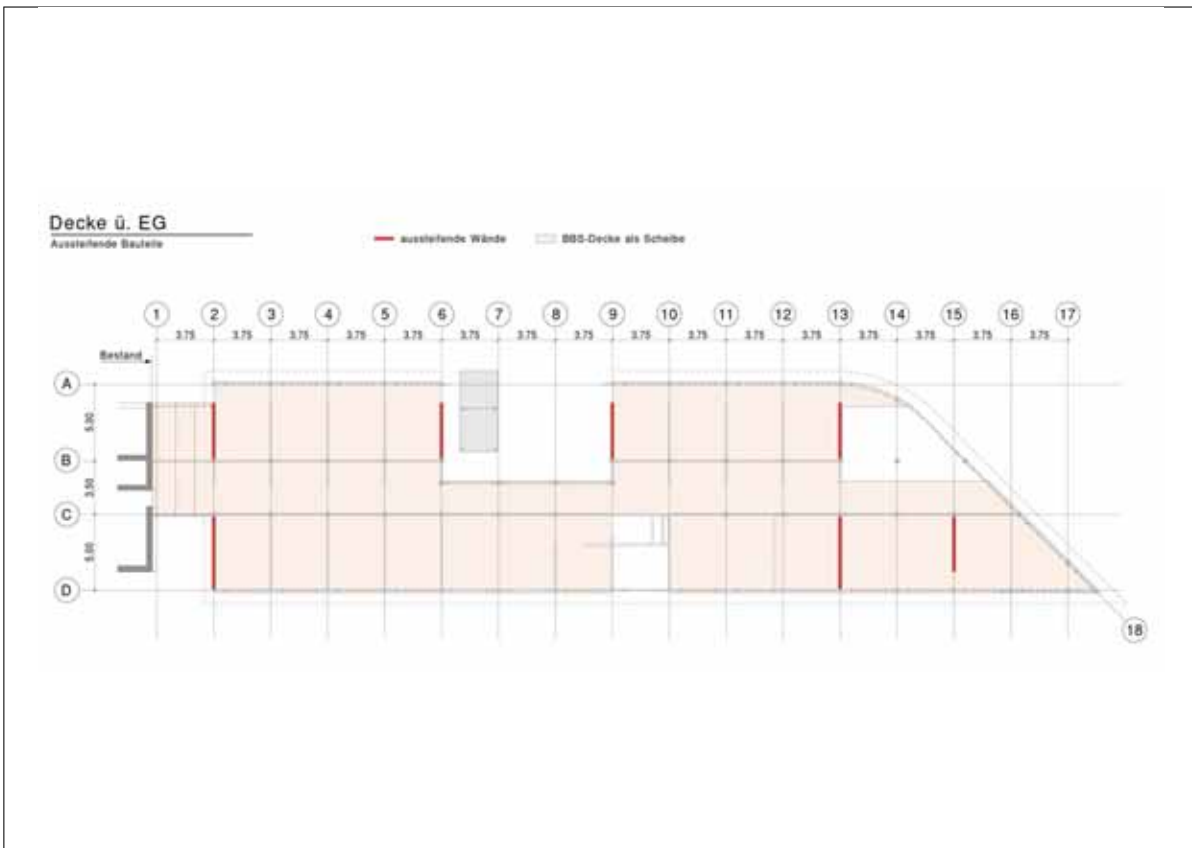 Decke ü. EG
Aussteifende Bauteile
aussteifende Wände
BBS-Decke als Scheibe
1 2 3 4 5 6 7 8 9 10 11 12 13 14 15 16 17
3.75 3.75 3.75 3.75 3.75 3.75 3.75 3.75 3.75 3.75 3.75 3.75 3.75 3.75 3.75 3.75
Bestand
A
5.00
B
3.50
C
5.00
D
18